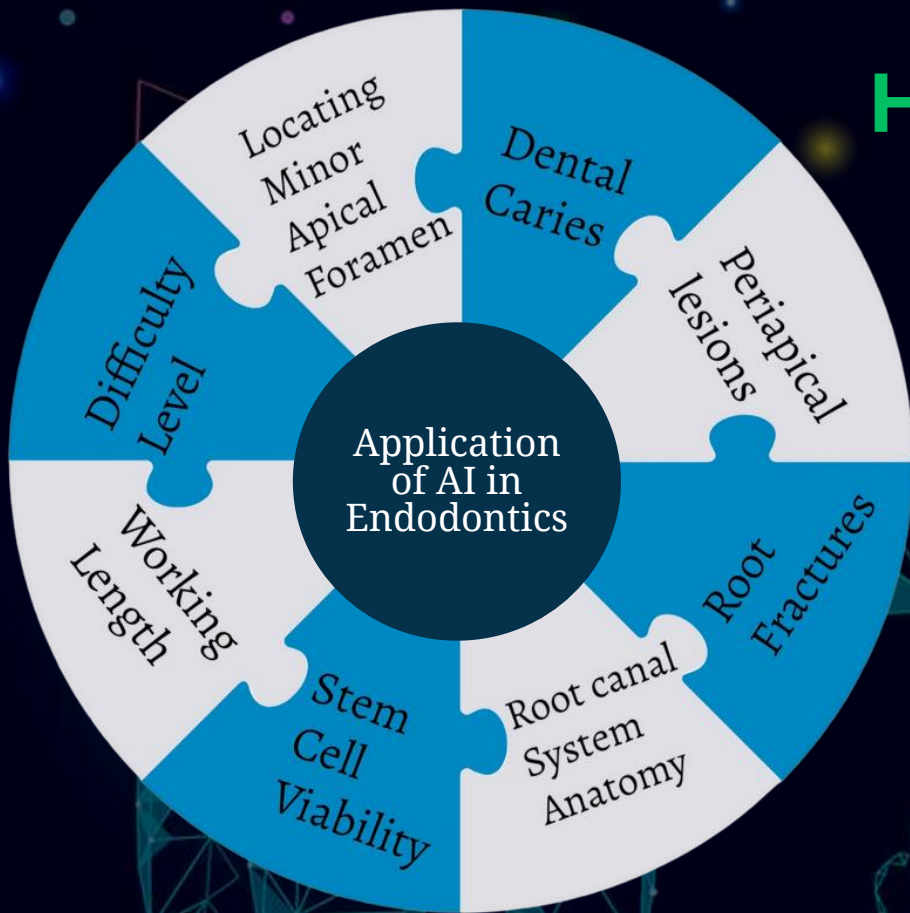 Application
of AI in
Endodontics
Dental
Caries
Periapical
lesions
Root
Fractures
Root canal
System
Anatomy
Stem
Cell
Viability
Working
Length
Difficulty
Level
Locating
Minor
Apical
Foramen
H